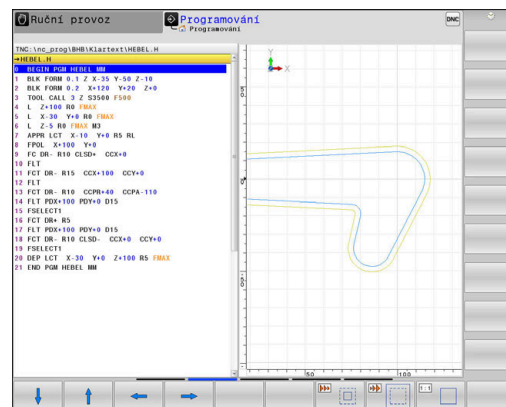 Ruční provoz
Programování
Programování
DNC
TNC:\nc_prog\BHB\Klartext\HEBEL.H
→HEBEL.H
0 BEGIN PGM HEBEL MM
1 BLK FORM 0.1 Z X-35 Y-50 Z-10
2 BLK FORM 0.2 X+120 Y+20 Z+0
3 TOOL CALL 3 Z S3500 F500
4 L Z+100 R0 FMAX
5 L X-30 Y+0 R0 FMAX
6 L Z-5 R0 FMAX M3
7 APPR LCT X-10 Y+0 R5 RL
8 FPOL X+100 Y+0
9 FC DR- R10 CLSD+ CCX+0
10 FLT
11 FCT DR- R15 CCX+100 CCY+0
12 FLT
13 FCT DR- R10 CCPR+40 CCPA-110
14 FLT PDX+100 PDY+0 D15
15 FSELECT1
16 FCT DR+ R5
17 FLT PDX+100 PDY+0 D15
18 FCT DR- R10 CLSD- CCX+0 CCY+0
19 FSELECT1
20 DEP LCT X-30 Y+0 Z+100 R5 FMAX
21 END PGM HEBEL MM
Y
X
50
100
1:1